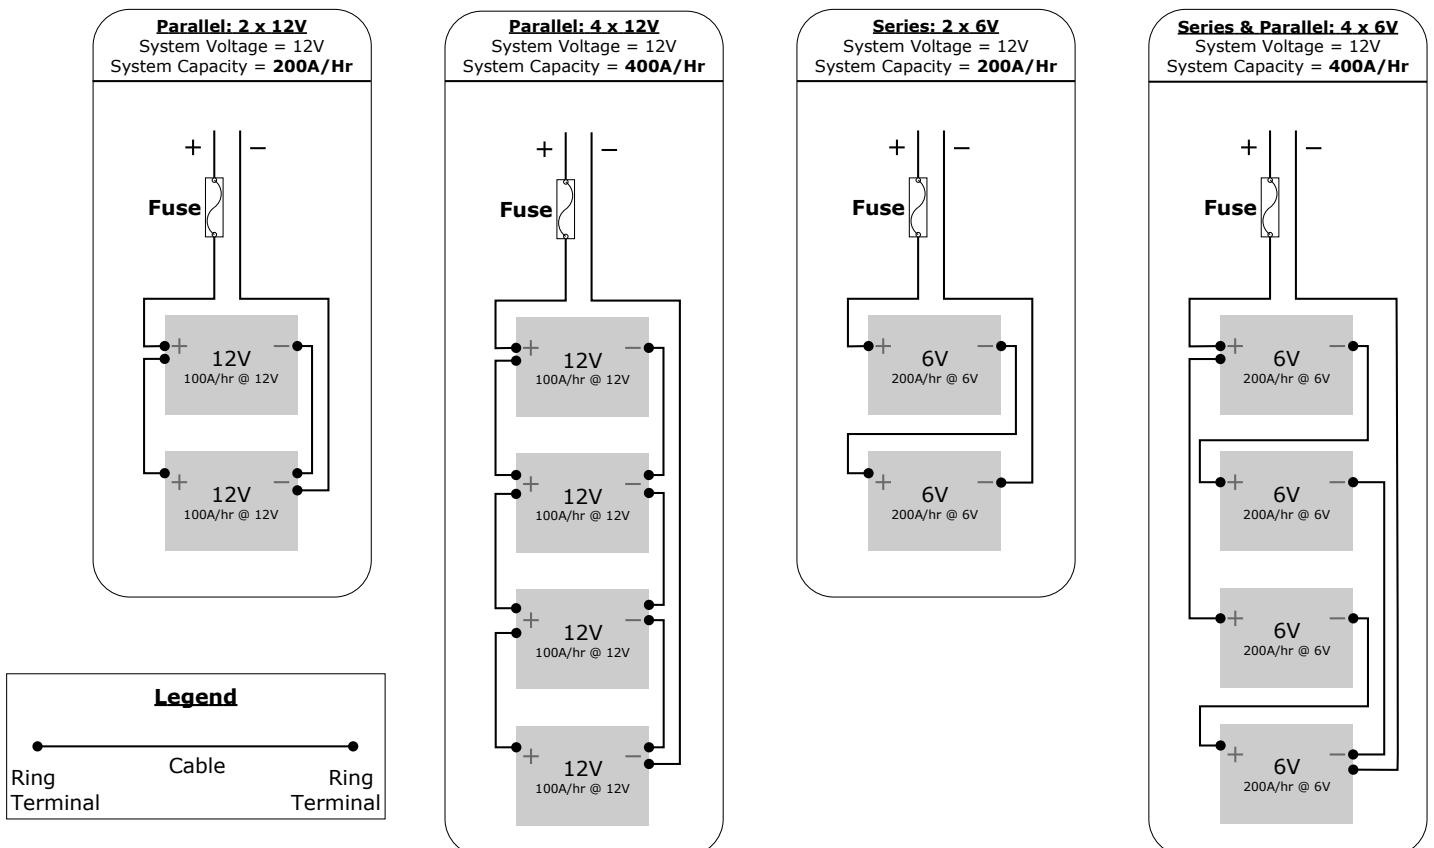 Parallel: 2 x 12V
System Voltage = 12V
System Capacity = 200A/Hr
+ −
Fuse
+ −
12V
100A/hr @ 12V
+ −
12V
100A/hr @ 12V
Parallel: 4 x 12V
System Voltage = 12V
System Capacity = 400A/Hr
+ −
Fuse
+ −
12V
100A/hr @ 12V
+ −
12V
100A/hr @ 12V
+ −
12V
100A/hr @ 12V
+ −
12V
100A/hr @ 12V
Series: 2 x 6V
System Voltage = 12V
System Capacity = 200A/Hr
+ −
Fuse
+ −
6V
200A/hr @ 6V
+ −
6V
200A/hr @ 6V
Series & Parallel: 4 x 6V
System Voltage = 12V
System Capacity = 400A/Hr
+ −
Fuse
+ −
6V
200A/hr @ 6V
+ −
6V
200A/hr @ 6V
+ −
6V
200A/hr @ 6V
+ −
6V
200A/hr @ 6V
Legend
Cable
Ring
Terminal
Ring
Terminal